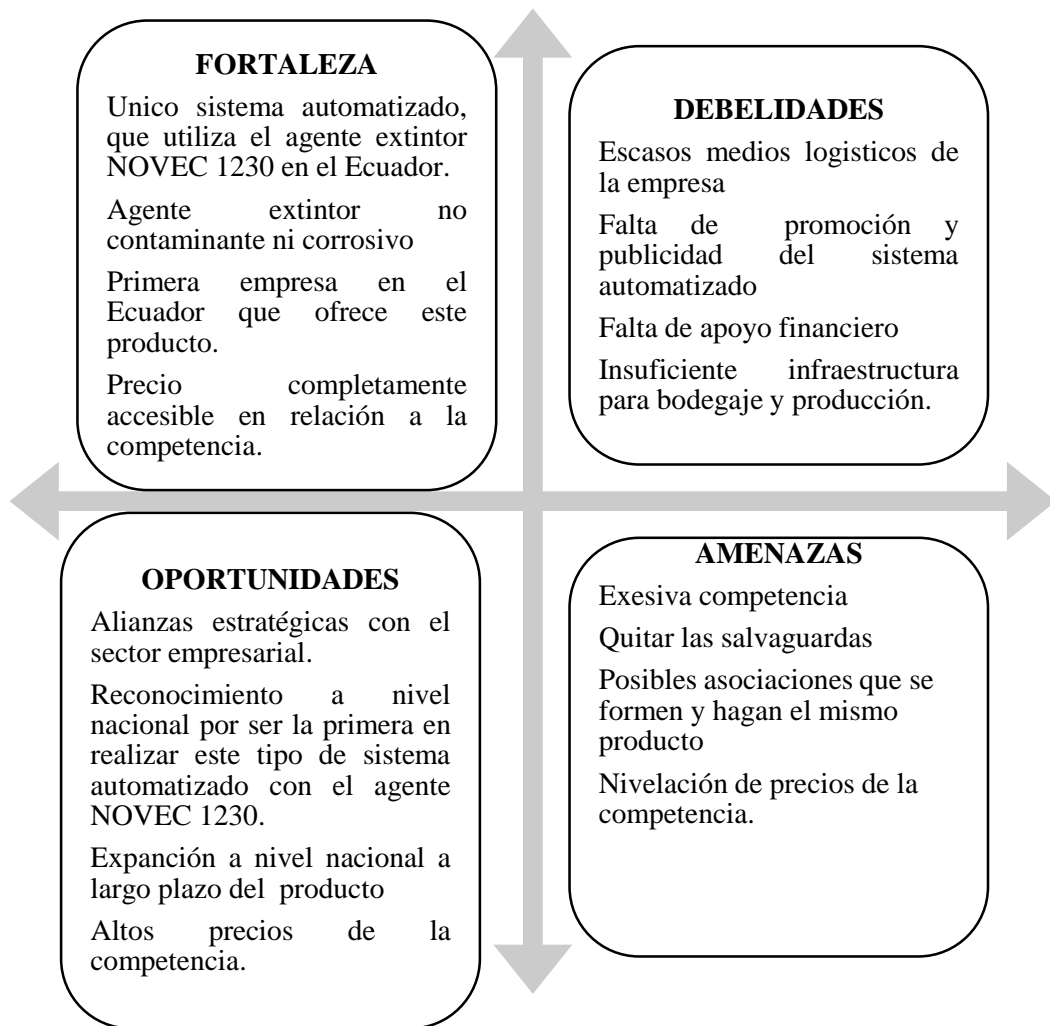 FORTALEZA
Unico sistema automatizado,
que utiliza el agente extintor
NOVEC 1230 en el Ecuador.
Agente extintor no
contaminante ni corrosivo
Primera empresa en el
Ecuador que ofrece este
producto.
Precio completamente
accesible en relación a la
competencia.
DEBELIDADES
Escasos medios logisticos de
la empresa
Falta de promoción y
publicidad del sistema
automatizado
Falta de apoyo financiero
Insuficiente infraestructura
para bodegaje y producción.
OPORTUNIDADES
Alianzas estratégicas con el
sector empresarial.
Reconocimiento a nivel
nacional por ser la primera en
realizar este tipo de sistema
automatizado con el agente
NOVEC 1230.
Expanción a nivel nacional a
largo plazo del producto
Altos precios de la
competencia.
AMENAZAS
Exesiva competencia
Quitar las salvaguardas
Posibles asociaciones que se
formen y hagan el mismo
producto
Nivelación de precios de la
competencia.